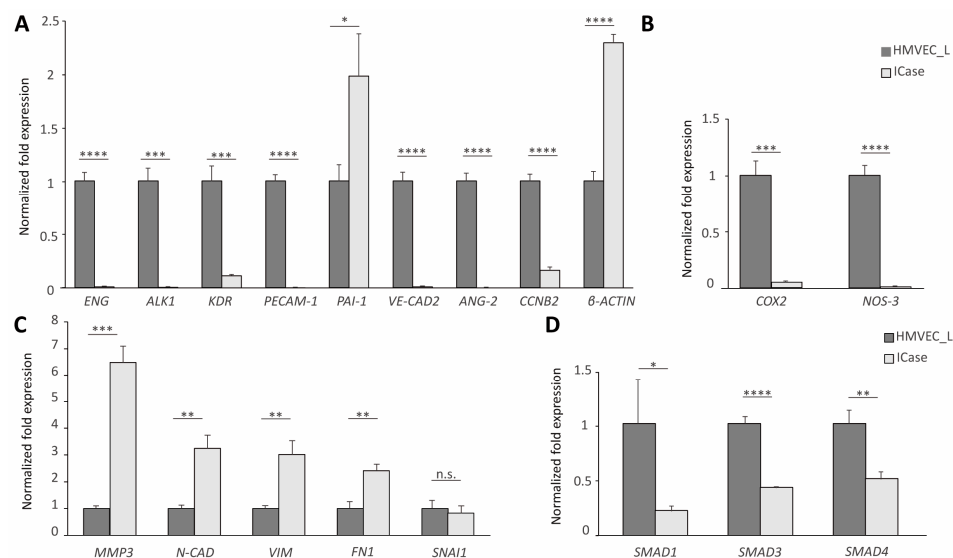 A
Normalized fold expression
2.5
2
1.5
1
0.5
0
**** *** *** **** * **** **** **** ****
ENG ALK1 KDR PECAM-1 PAI-1 VE-CAD2 ANG-2 CCNB2 β-ACTIN
B
HMVEC_L
ICase
Normalized fold expression
1.5
1
0.5
0
*** ****
COX2 NOS-3
C
Normalized fold expression
8
7
6
5
4
3
2
1
0
*** ** ** ** n.s.
MMP3 N-CAD VIM FN1 SNAI1
D
HMVEC_L
ICase
Normalized fold expression
1.5
1
0.5
0
* **** **
SMAD1 SMAD3 SMAD4